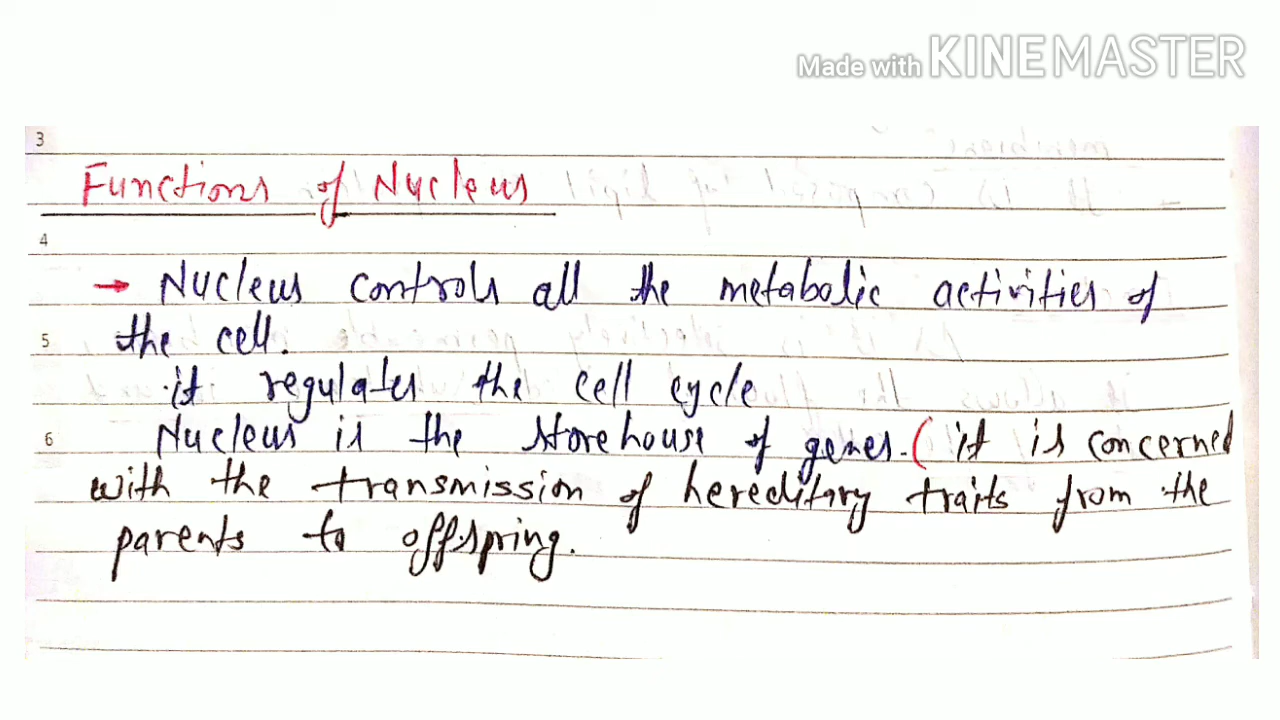 Made with KINEMASTER
3
Functions of Nucleus
4
→ Nucleus controls all the metabolic activities of
5 the cell.
it regulates the cell cycle
6 Nucleus is the storehouse of genes. ( it is concerned
with the transmission of hereditary traits from the
parents to offspring.